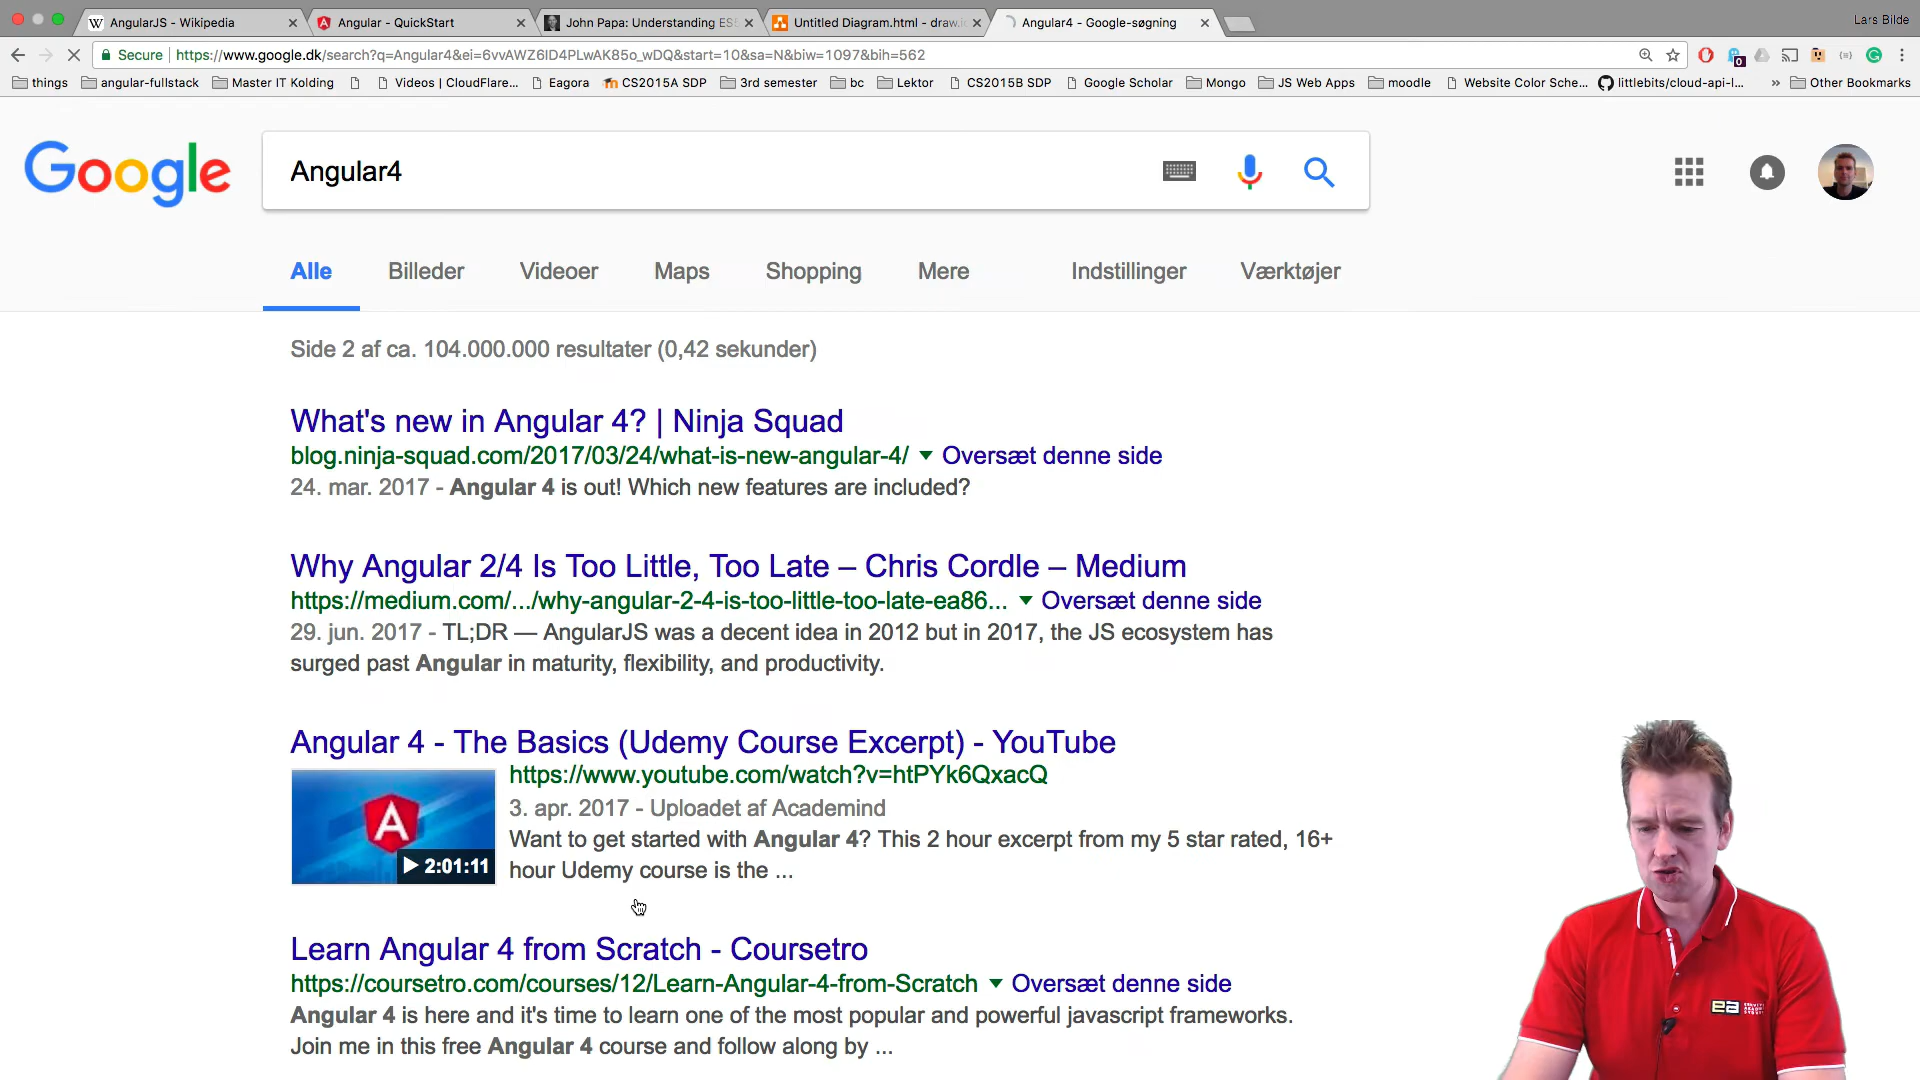 AngularJS - Wikipedia
Angular - QuickStart
John Papa: Understanding ES5
Untitled Diagram.html - draw.i
Angular4 - Google-søgning
Lars Bilde
Secure
https://www.google.dk/search?q=Angular4&ei=6vvAWZ6ID4PLwAK85o_wDQ&start=10&sa=N&biw=1097&bih=562
0
things
angular-fullstack
Master IT Kolding
Videos | CloudFlare...
Eagora
CS2015A SDP
3rd semester
bc
Lektor
CS2015B SDP
Google Scholar
Mongo
JS Web Apps
moodle
Website Color Sche...
littlebits/cloud-api-l...
»
Other Bookmarks
Google
Angular4
Alle
Billeder
Videoer
Maps
Shopping
Mere
Indstillinger
Værktøjer
Side 2 af ca. 104.000.000 resultater (0,42 sekunder)
What's new in Angular 4? | Ninja Squad
blog.ninja-squad.com/2017/03/24/what-is-new-angular-4/ ▼ Oversæt denne side
24. mar. 2017 - Angular 4 is out! Which new features are included?
Why Angular 2/4 Is Too Little, Too Late – Chris Cordle – Medium
https://medium.com/.../why-angular-2-4-is-too-little-too-late-ea86... ▼ Oversæt denne side
29. jun. 2017 - TL;DR — AngularJS was a decent idea in 2012 but in 2017, the JS ecosystem has
surged past Angular in maturity, flexibility, and productivity.
Angular 4 - The Basics (Udemy Course Excerpt) - YouTube
A
2:01:11
https://www.youtube.com/watch?v=htPYk6QxacQ
3. apr. 2017 - Uploadet af Academind
Want to get started with Angular 4? This 2 hour excerpt from my 5 star rated, 16+
hour Udemy course is the ...
Learn Angular 4 from Scratch - Coursetro
https://coursetro.com/courses/12/Learn-Angular-4-from-Scratch ▼ Oversæt denne side
Angular 4 is here and it's time to learn one of the most popular and powerful javascript frameworks.
Join me in this free Angular 4 course and follow along by ...
ea